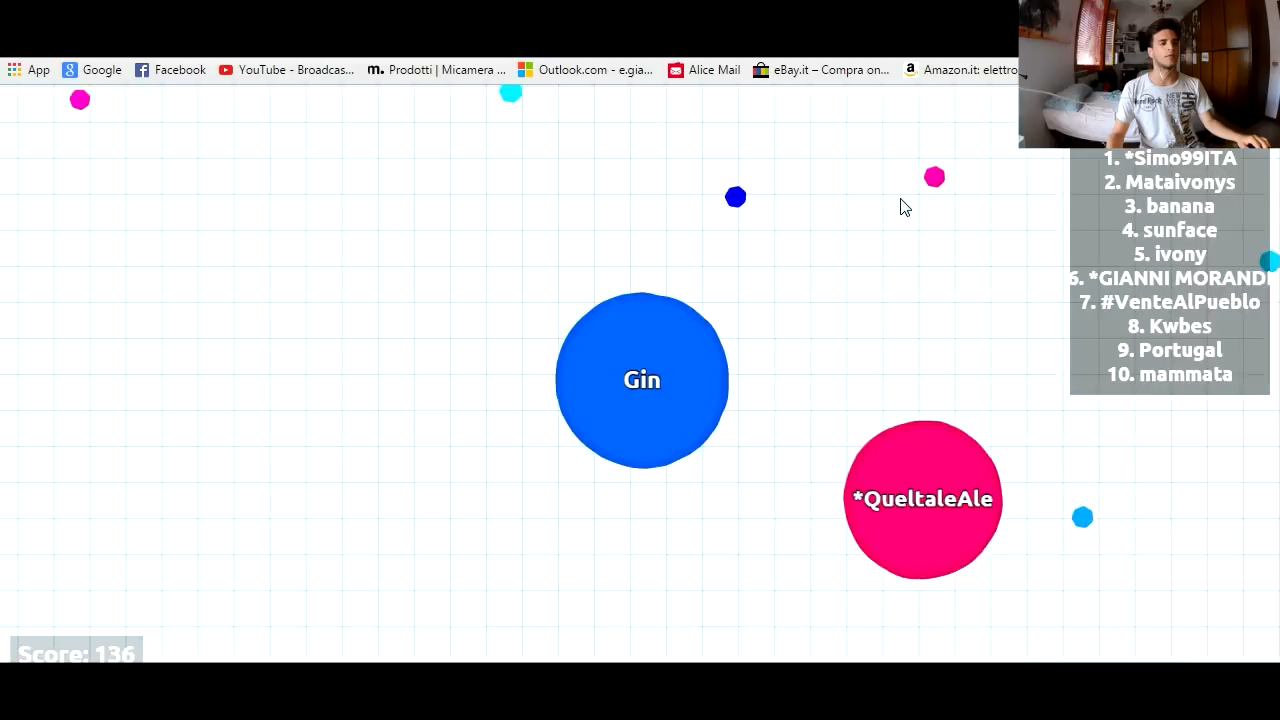 App Google Facebook YouTube - Broadcas... Prodotti | Micamera ... Outlook.com - e.gia... Alice Mail eBay.it – Compra on... Amazon.it: elettro
1. *Simo99ITA
2. Mataivonys
3. banana
4. sunface
5. ivony
6. *GIANNI MORANDI
7. #VenteAlPueblo
8. Kwbes
9. Portugal
10. mammata
Gin
*QueltaleAle
Score: 136